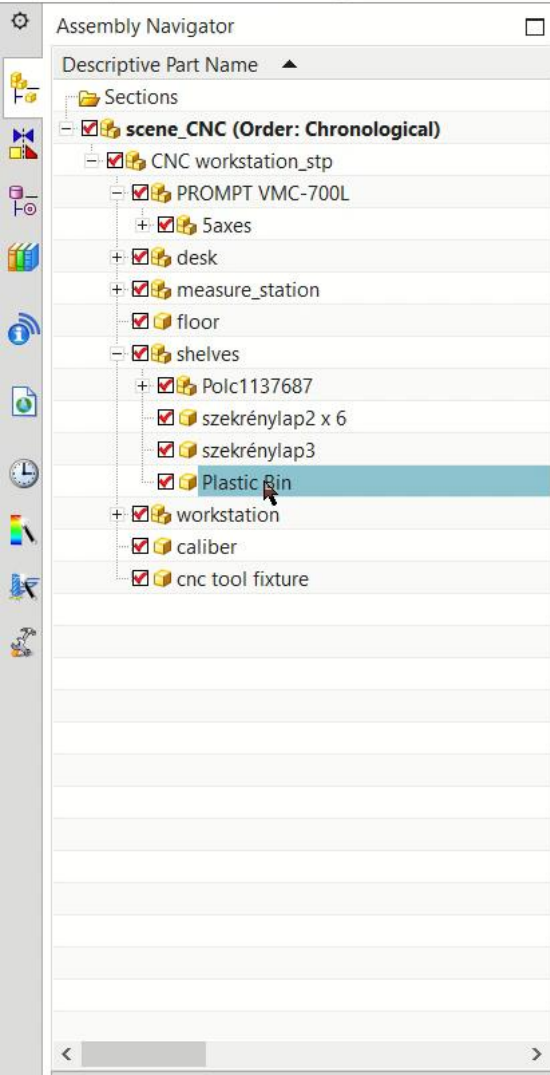 Assembly Navigator
Descriptive Part Name
Sections
scene_CNC (Order: Chronological)
CNC workstation_stp
PROMPT VMC-700L
5axes
desk
measure_station
floor
shelves
Polc1137687
szekrénylap2 x 6
szekrénylap3
Plastic Bin
workstation
caliber
cnc tool fixture